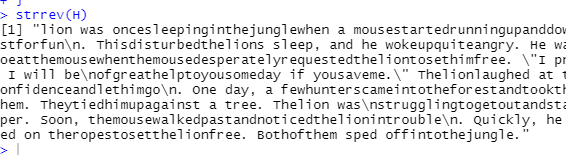 > strrev(H)
[1] "lion was oncesleepinginthejunglewhen a mousestartedrunningupanddow
stforfun\n. Thisdisturbedthelions sleep, and he wokeupquiteangry. He wa
oeatthemousewhenthemousedesperatelyrequestedtheliontosethimfree. \"I pr
I will be\nofgreathelptoyousomeday if yousaveme.\" Thelionlaughed at t
onfidenceandlethimgo\n. One day, a fewhunterscameintotheforestandtookth
hem. Theytiedhimupagainst a tree. Thelion was\nstrugglingtogetoutandsta
per. Soon, themousewalkedpastandnoticedthelionintrouble\n. Quickly, he
ed on theropestosetthelionfree. Bothofthem sped offintothejungle."
>